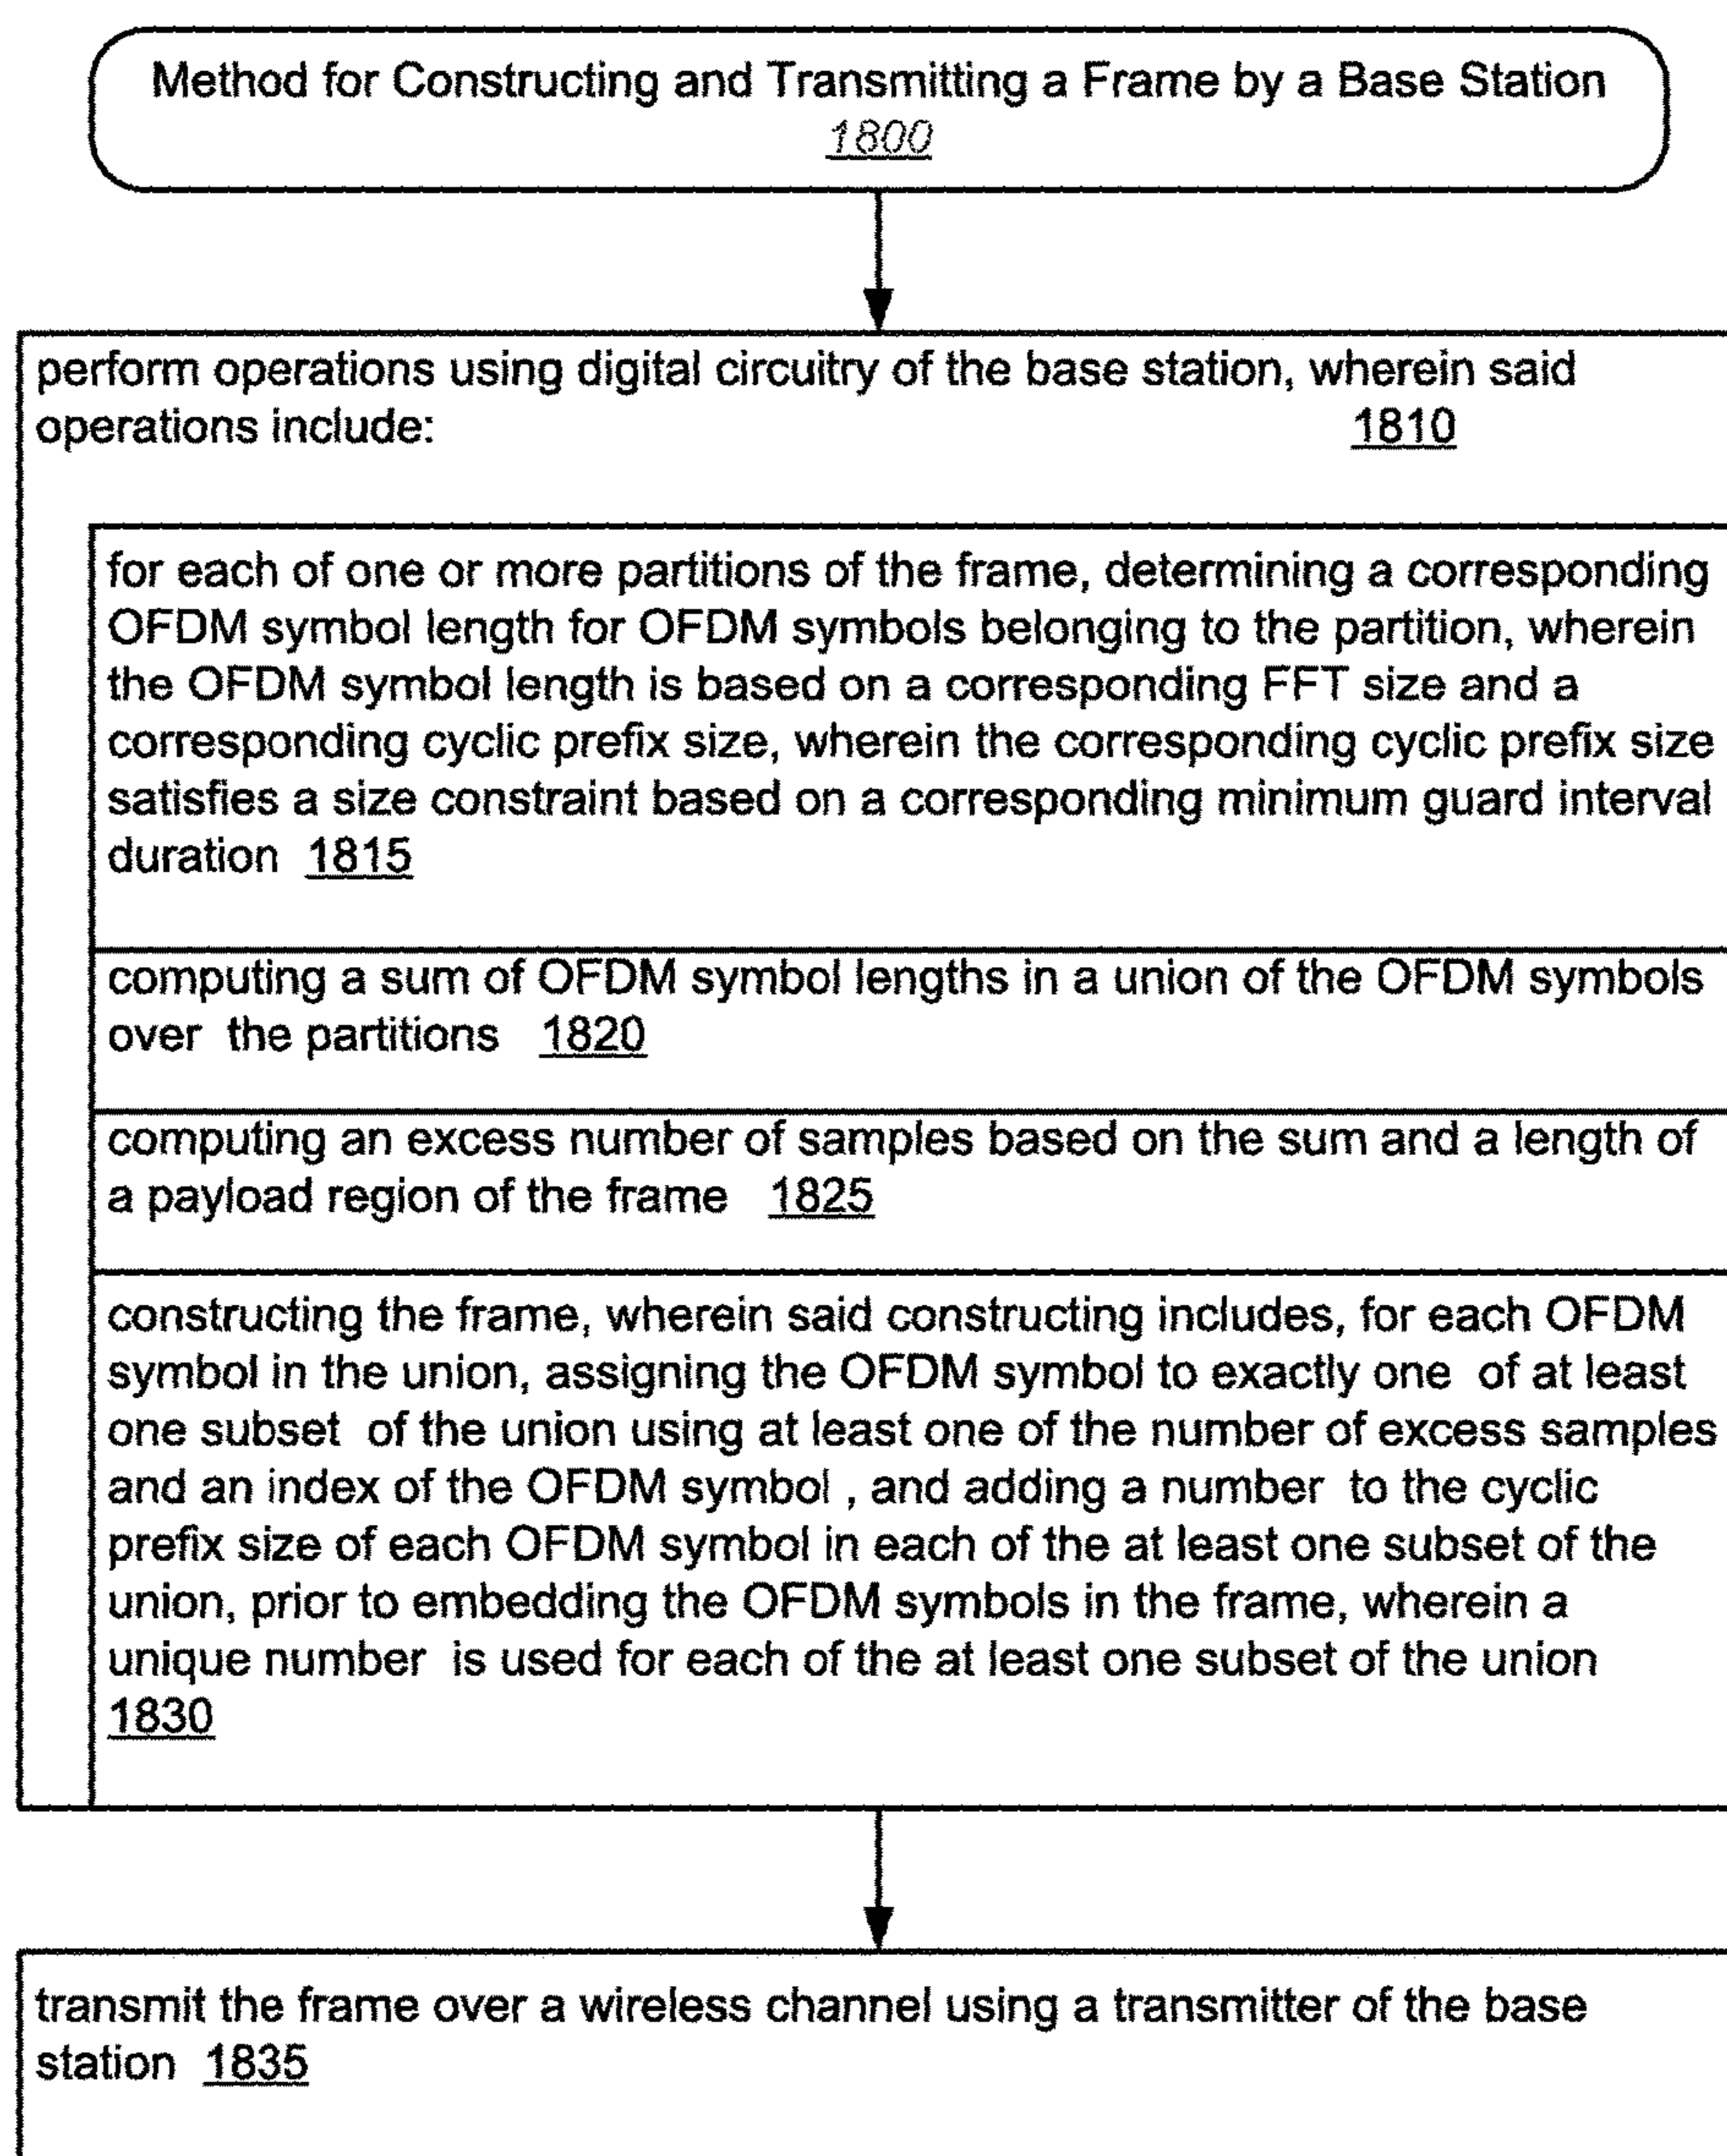 Method for Constructing and Transmitting a Frame by a Base Station
1800
perform operations using digital circuitry of the base station, wherein said
operations include: 1810
for each of one or more partitions of the frame, determining a corresponding
OFDM symbol length for OFDM symbols belonging to the partition, wherein
the OFDM symbol length is based on a corresponding FFT size and a
corresponding cyclic prefix size, wherein the corresponding cyclic prefix size
satisfies a size constraint based on a corresponding minimum guard interval
duration 1815
computing a sum of OFDM symbol lengths in a union of the OFDM symbols
over the partitions 1820
computing an excess number of samples based on the sum and a length of
a payload region of the frame 1825
constructing the frame, wherein said constructing includes, for each OFDM
symbol in the union, assigning the OFDM symbol to exactly one of at least
one subset of the union using at least one of the number of excess samples
and an index of the OFDM symbol , and adding a number to the cyclic
prefix size of each OFDM symbol in each of the at least one subset of the
union, prior to embedding the OFDM symbols in the frame, wherein a
unique number is used for each of the at least one subset of the union
1830
transmit the frame over a wireless channel using a transmitter of the base
station 1835